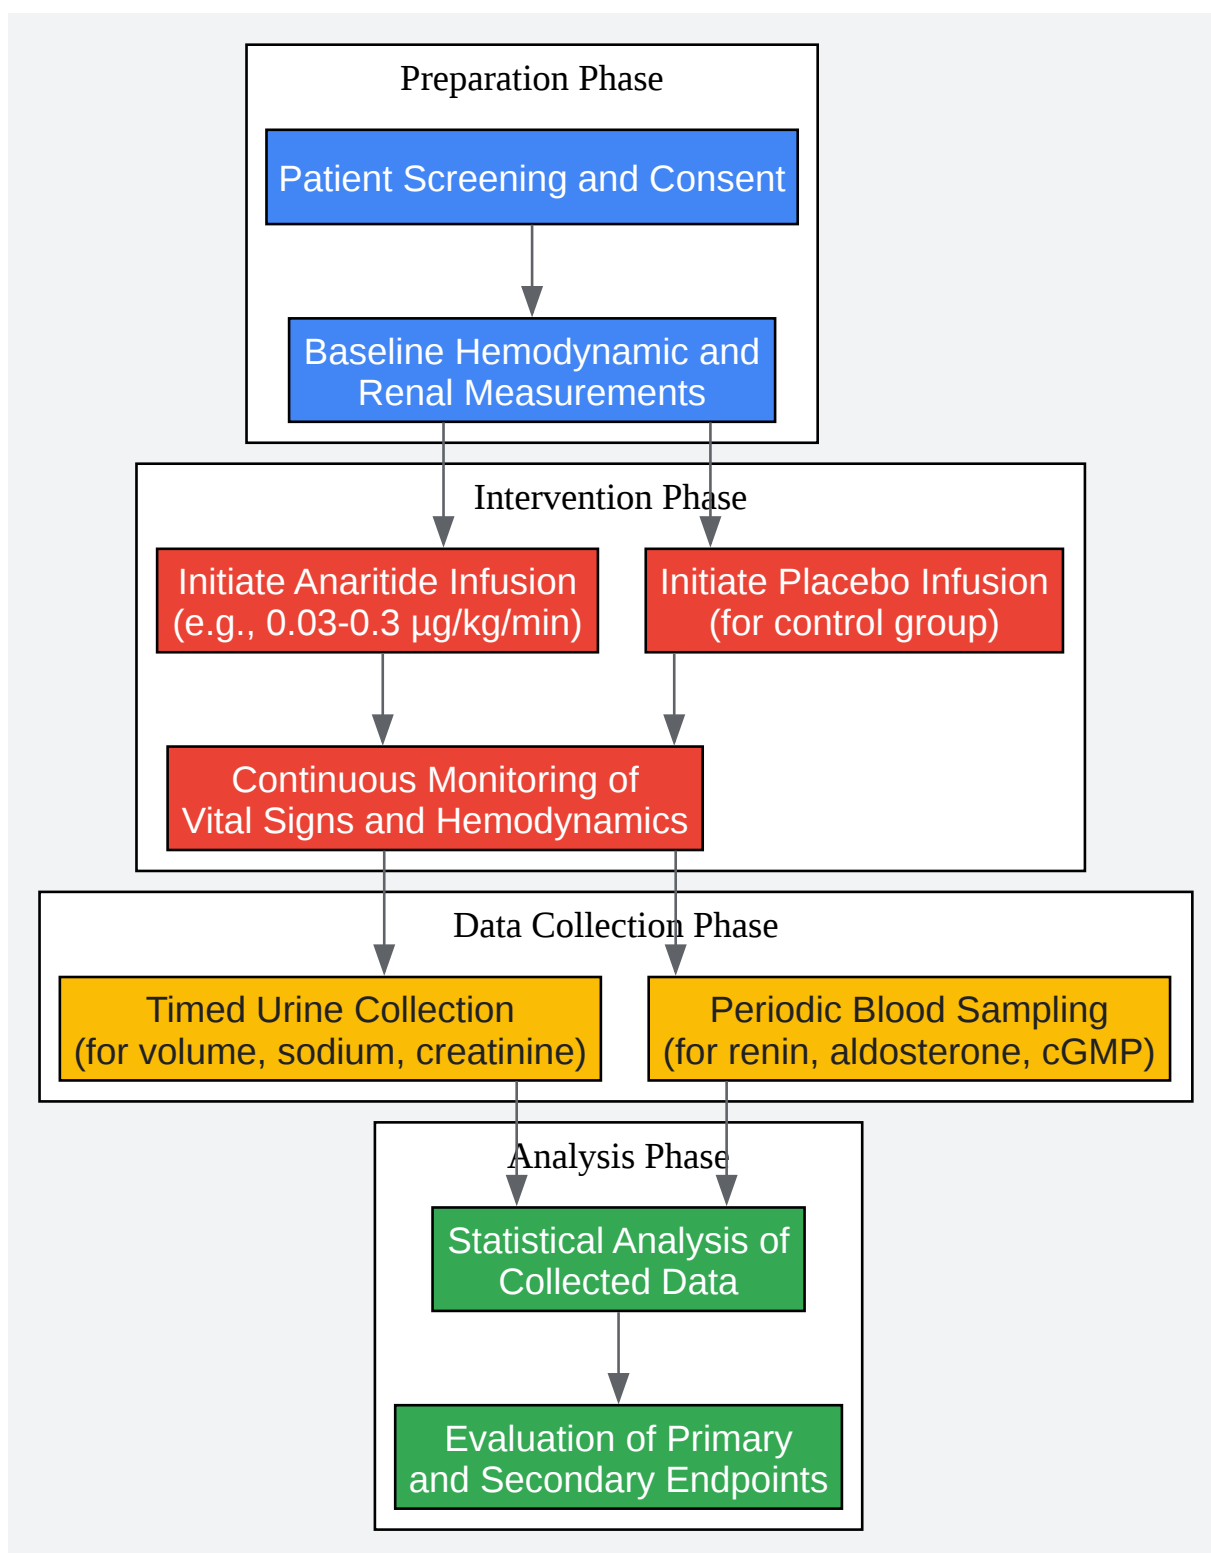 Preparation Phase
Patient Screening and Consent
Baseline Hemodynamic and
Renal Measurements
Intervention Phase
Initiate Anaritide Infusion
(e.g., 0.03-0.3 µg/kg/min)
Initiate Placebo Infusion
(for control group)
Continuous Monitoring of
Vital Signs and Hemodynamics
Data Collection Phase
Timed Urine Collection
(for volume, sodium, creatinine)
Periodic Blood Sampling
(for renin, aldosterone, cGMP)
Analysis Phase
Statistical Analysis of
Collected Data
Evaluation of Primary
and Secondary Endpoints